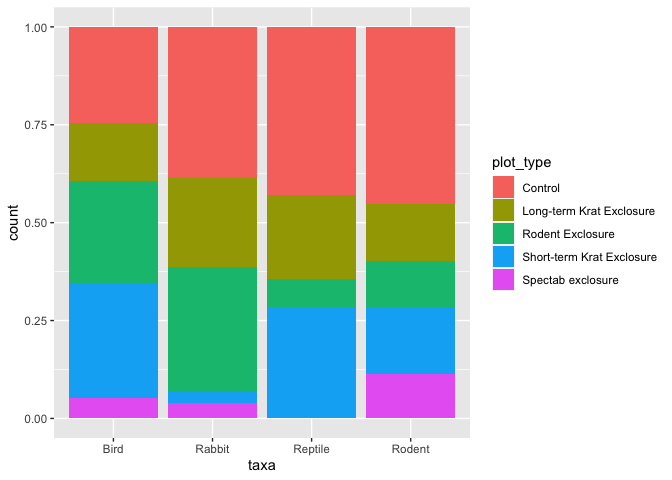 1.00
0.75
0.50
0.25
0.00
count
Bird Rabbit Reptile Rodent
taxa
plot_type
Control
Long-term Krat Exclosure
Rodent Exclosure
Short-term Krat Exclosure
Spectab exclosure